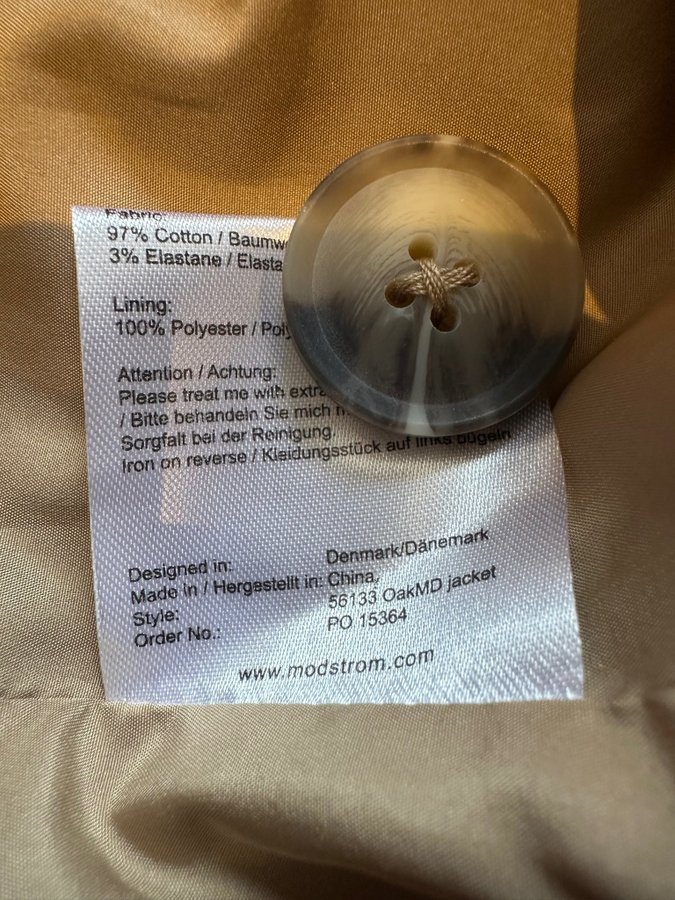 Fabric:
97% Cotton / Baumw
3% Elastane / Elasta
Lining:
100% Polyester / Poly
Attention / Achtung:
Please treat me with extra
/ Bitte behandeln Sie mich
Sorgfalt bei der Reinigung.
Iron on reverse / Kleidungsstück auf links bügeln
Designed in: Denmark/Dänemark
Made in / Hergestellt in: China,
Style: 56133 OakMD jacket
Order No.: PO 15364
www.modstrom.com